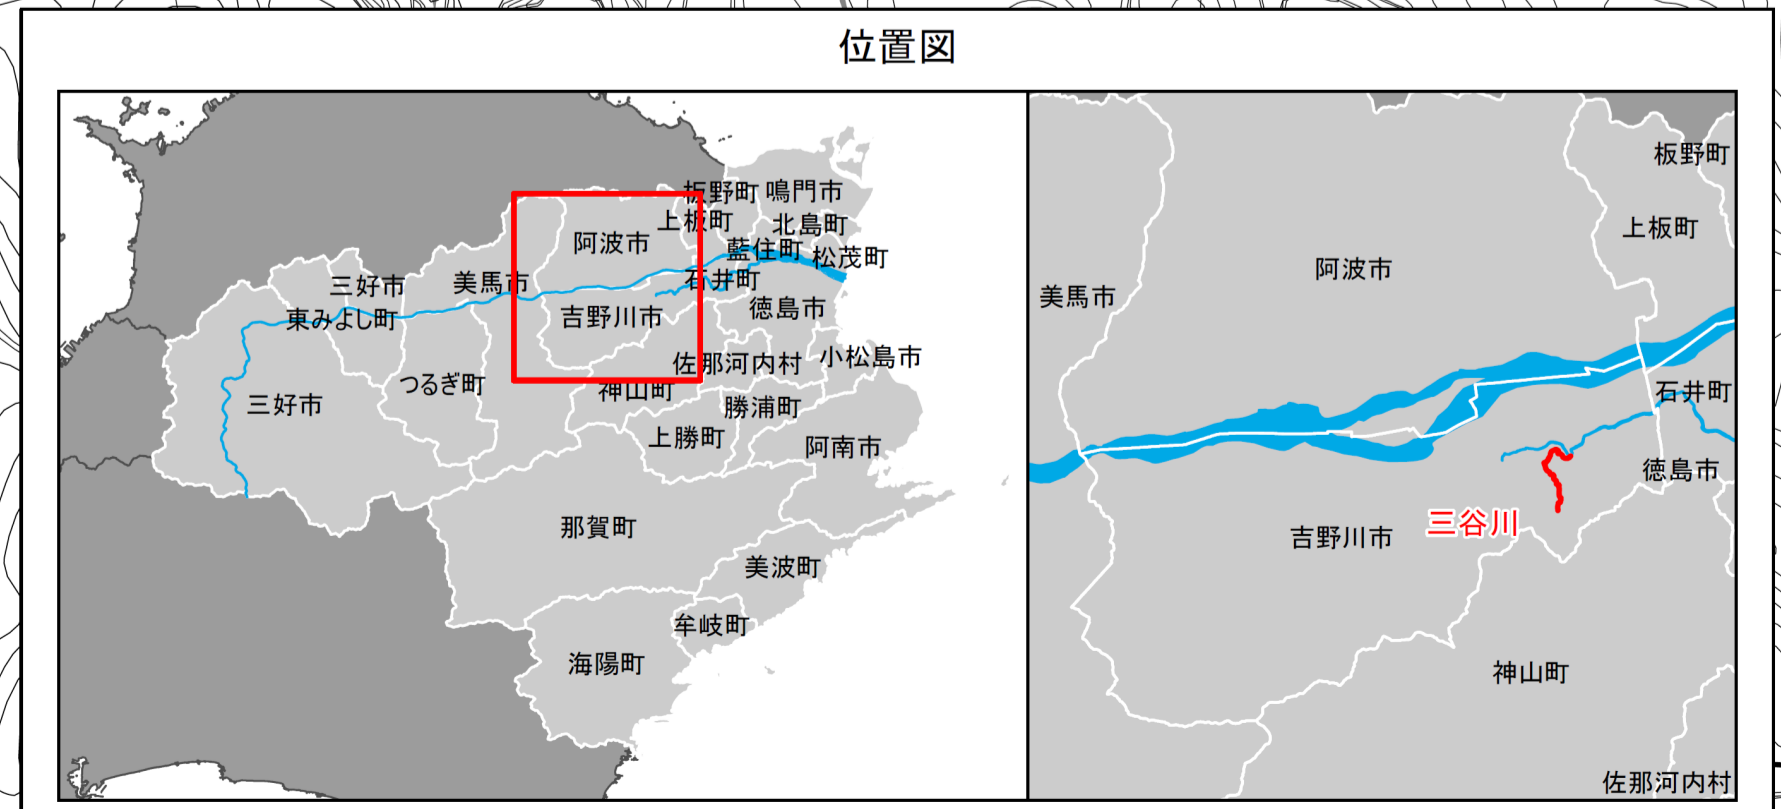 位置図
板野町
鳴門市
上板町
北島町
阿波市
藍住町
松茂町
三好市
美馬市
石井町
東みよし町
吉野川市
徳島市
佐那河内村
小松島市
つるぎ町
神山町
三好市
勝浦町
上勝町
阿南市
那賀町
美波町
牟岐町
海陽町
板野町
上板町
阿波市
美馬市
石井町
徳島市
三谷川
吉野川市
神山町
佐那河内村